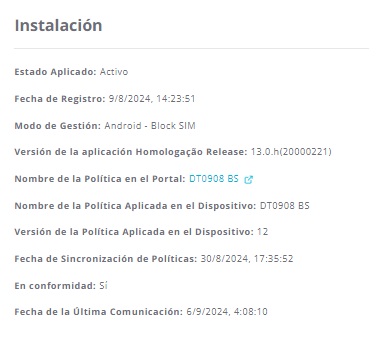 Instalación
Estado Aplicado: Activo
Fecha de Registro: 9/8/2024, 14:23:51
Modo de Gestión: Android - Block SIM
Versión de la aplicación Homologação Release: 13.0.h(20000221)
Nombre de la Política en el Portal: DT0908 BS
Nombre de la Política Aplicada en el Dispositivo: DT0908 BS
Versión de la Política Aplicada en el Dispositivo: 12
Fecha de Sincronización de Políticas: 30/8/2024, 17:35:52
En conformidad: Sí
Fecha de la Última Comunicación: 6/9/2024, 4:08:10